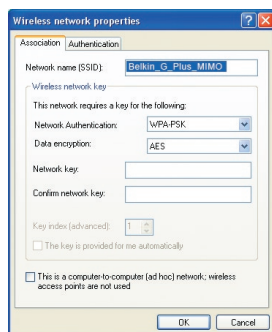 Wireless network properties
Association Authentication
Network name (SSID): Belkin_G_Plus_MIMO
Wireless network key
This network requires a key for the following:
Network Authentication: WPA-PSK
Data encryption: AES
Network key:
Confirm network key:
Key index (advanced): 1
The key is provided for me automatically
This is a computer-to-computer (ad hoc) network; wireless
access points are not used
OK Cancel